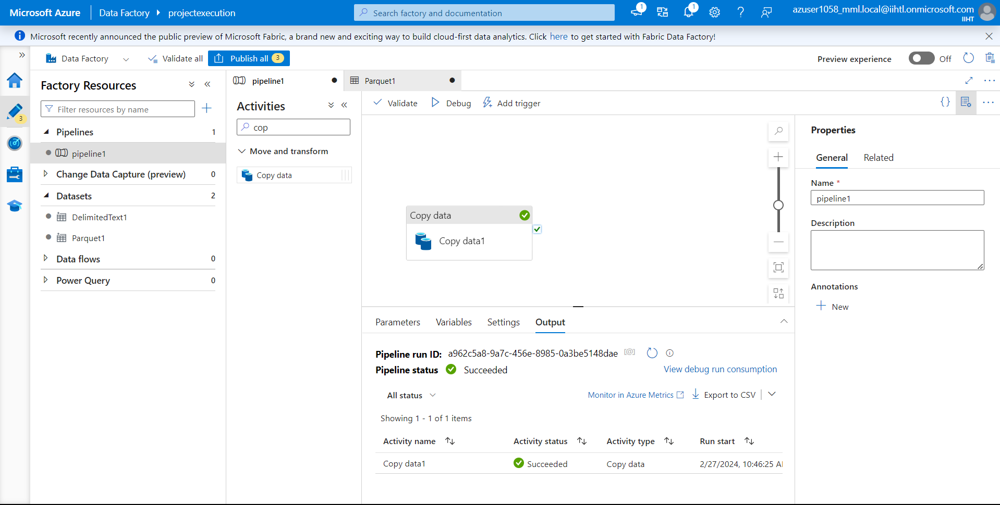 Microsoft Azure
Data Factory
projectexecution
Search factory and documentation
1
1
azuser1058_mml.local@iihtl.onmicrosoft.com
IIHT
Microsoft recently announced the public preview of Microsoft Fabric, a brand new and exciting way to build cloud-first data analytics. Click here to get started with Fabric Data Factory!
Data Factory
Validate all
Publish all 3
Preview experience
Off
3
Factory Resources
Filter resources by name
Pipelines 1
pipeline1
Change Data Capture (preview) 0
Datasets 2
DelimitedText1
Parquet1
Data flows 0
Power Query 0
pipeline1
Parquet1
Activities
cop
Move and transform
Copy data
Validate
Debug
Add trigger
{}
Copy data
Copy data1
Parameters
Variables
Settings
Output
Pipeline run ID: a962c5a8-9a7c-456e-8985-0a3be5148dae [@]
Pipeline status Succeeded
View debug run consumption
All status
Monitor in Azure Metrics
Export to CSV
Showing 1 - 1 of 1 items
Activity name Activity status Activity type Run start
Copy data1 Succeeded Copy data 2/27/2024, 10:46:25 A
Properties
General
Related
Name *
pipeline1
Description
Annotations
New